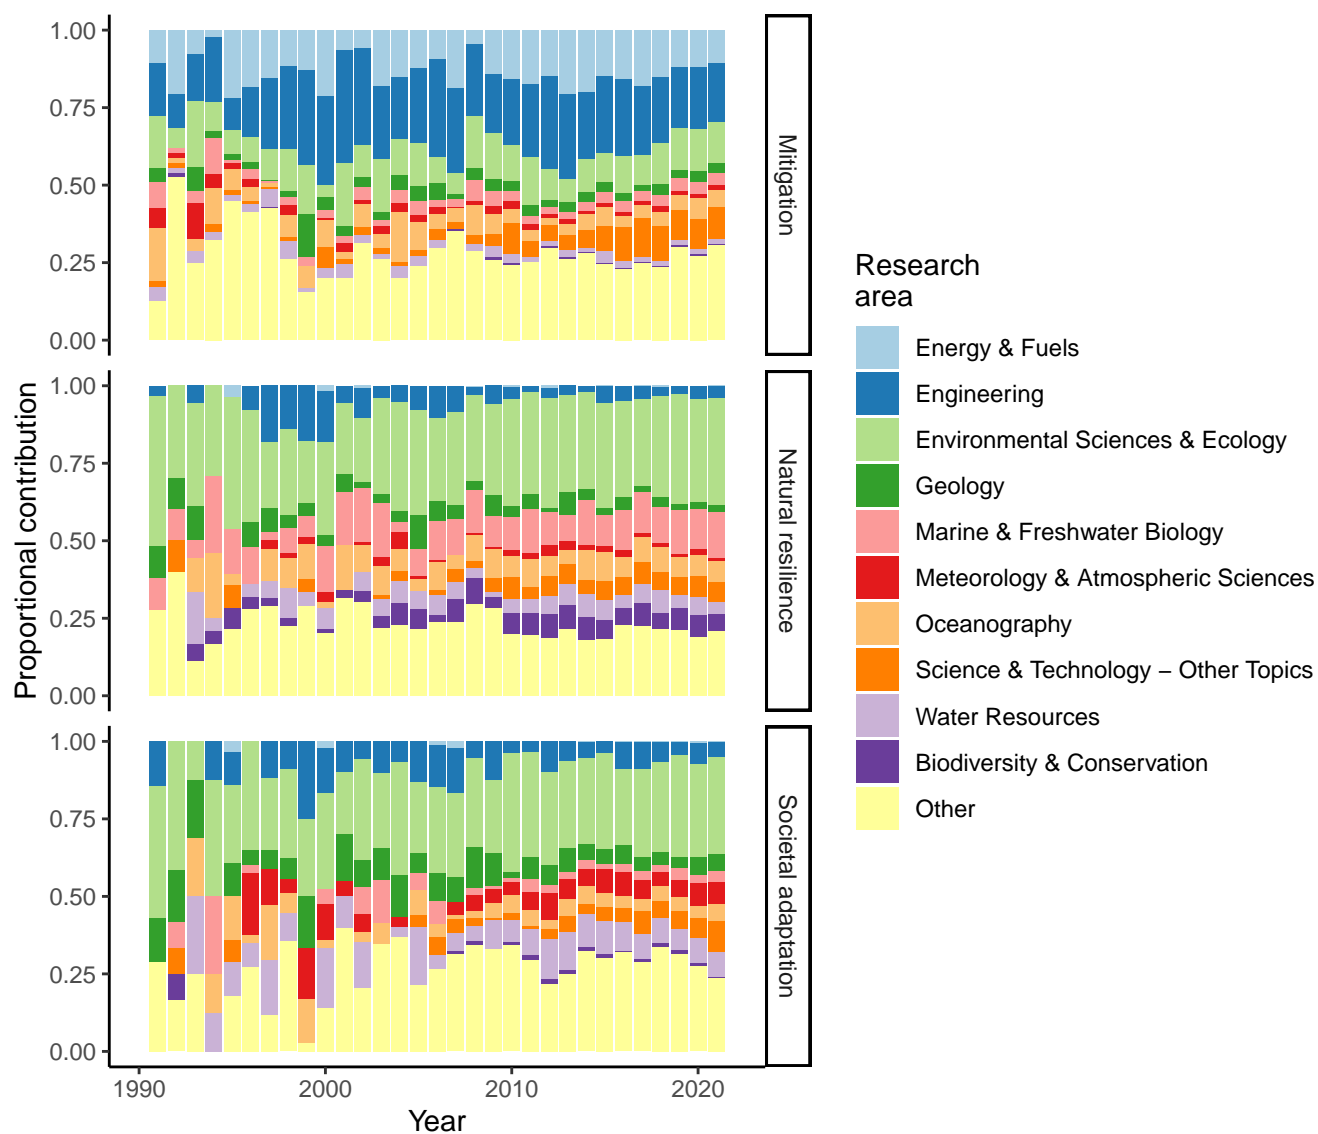 1.00
0.75
0.50
0.25
0.00
Mitigation
1.00
0.75
0.50
0.25
0.00
Natural resilience
1.00
0.75
0.50
0.25
0.00
Societal adaptation
Proportional contribution
1990
2000
2010
2020
Year
Research
area
Energy & Fuels
Engineering
Environmental Sciences & Ecology
Geology
Marine & Freshwater Biology
Meteorology & Atmospheric Sciences
Oceanography
Science & Technology – Other Topics
Water Resources
Biodiversity & Conservation
Other